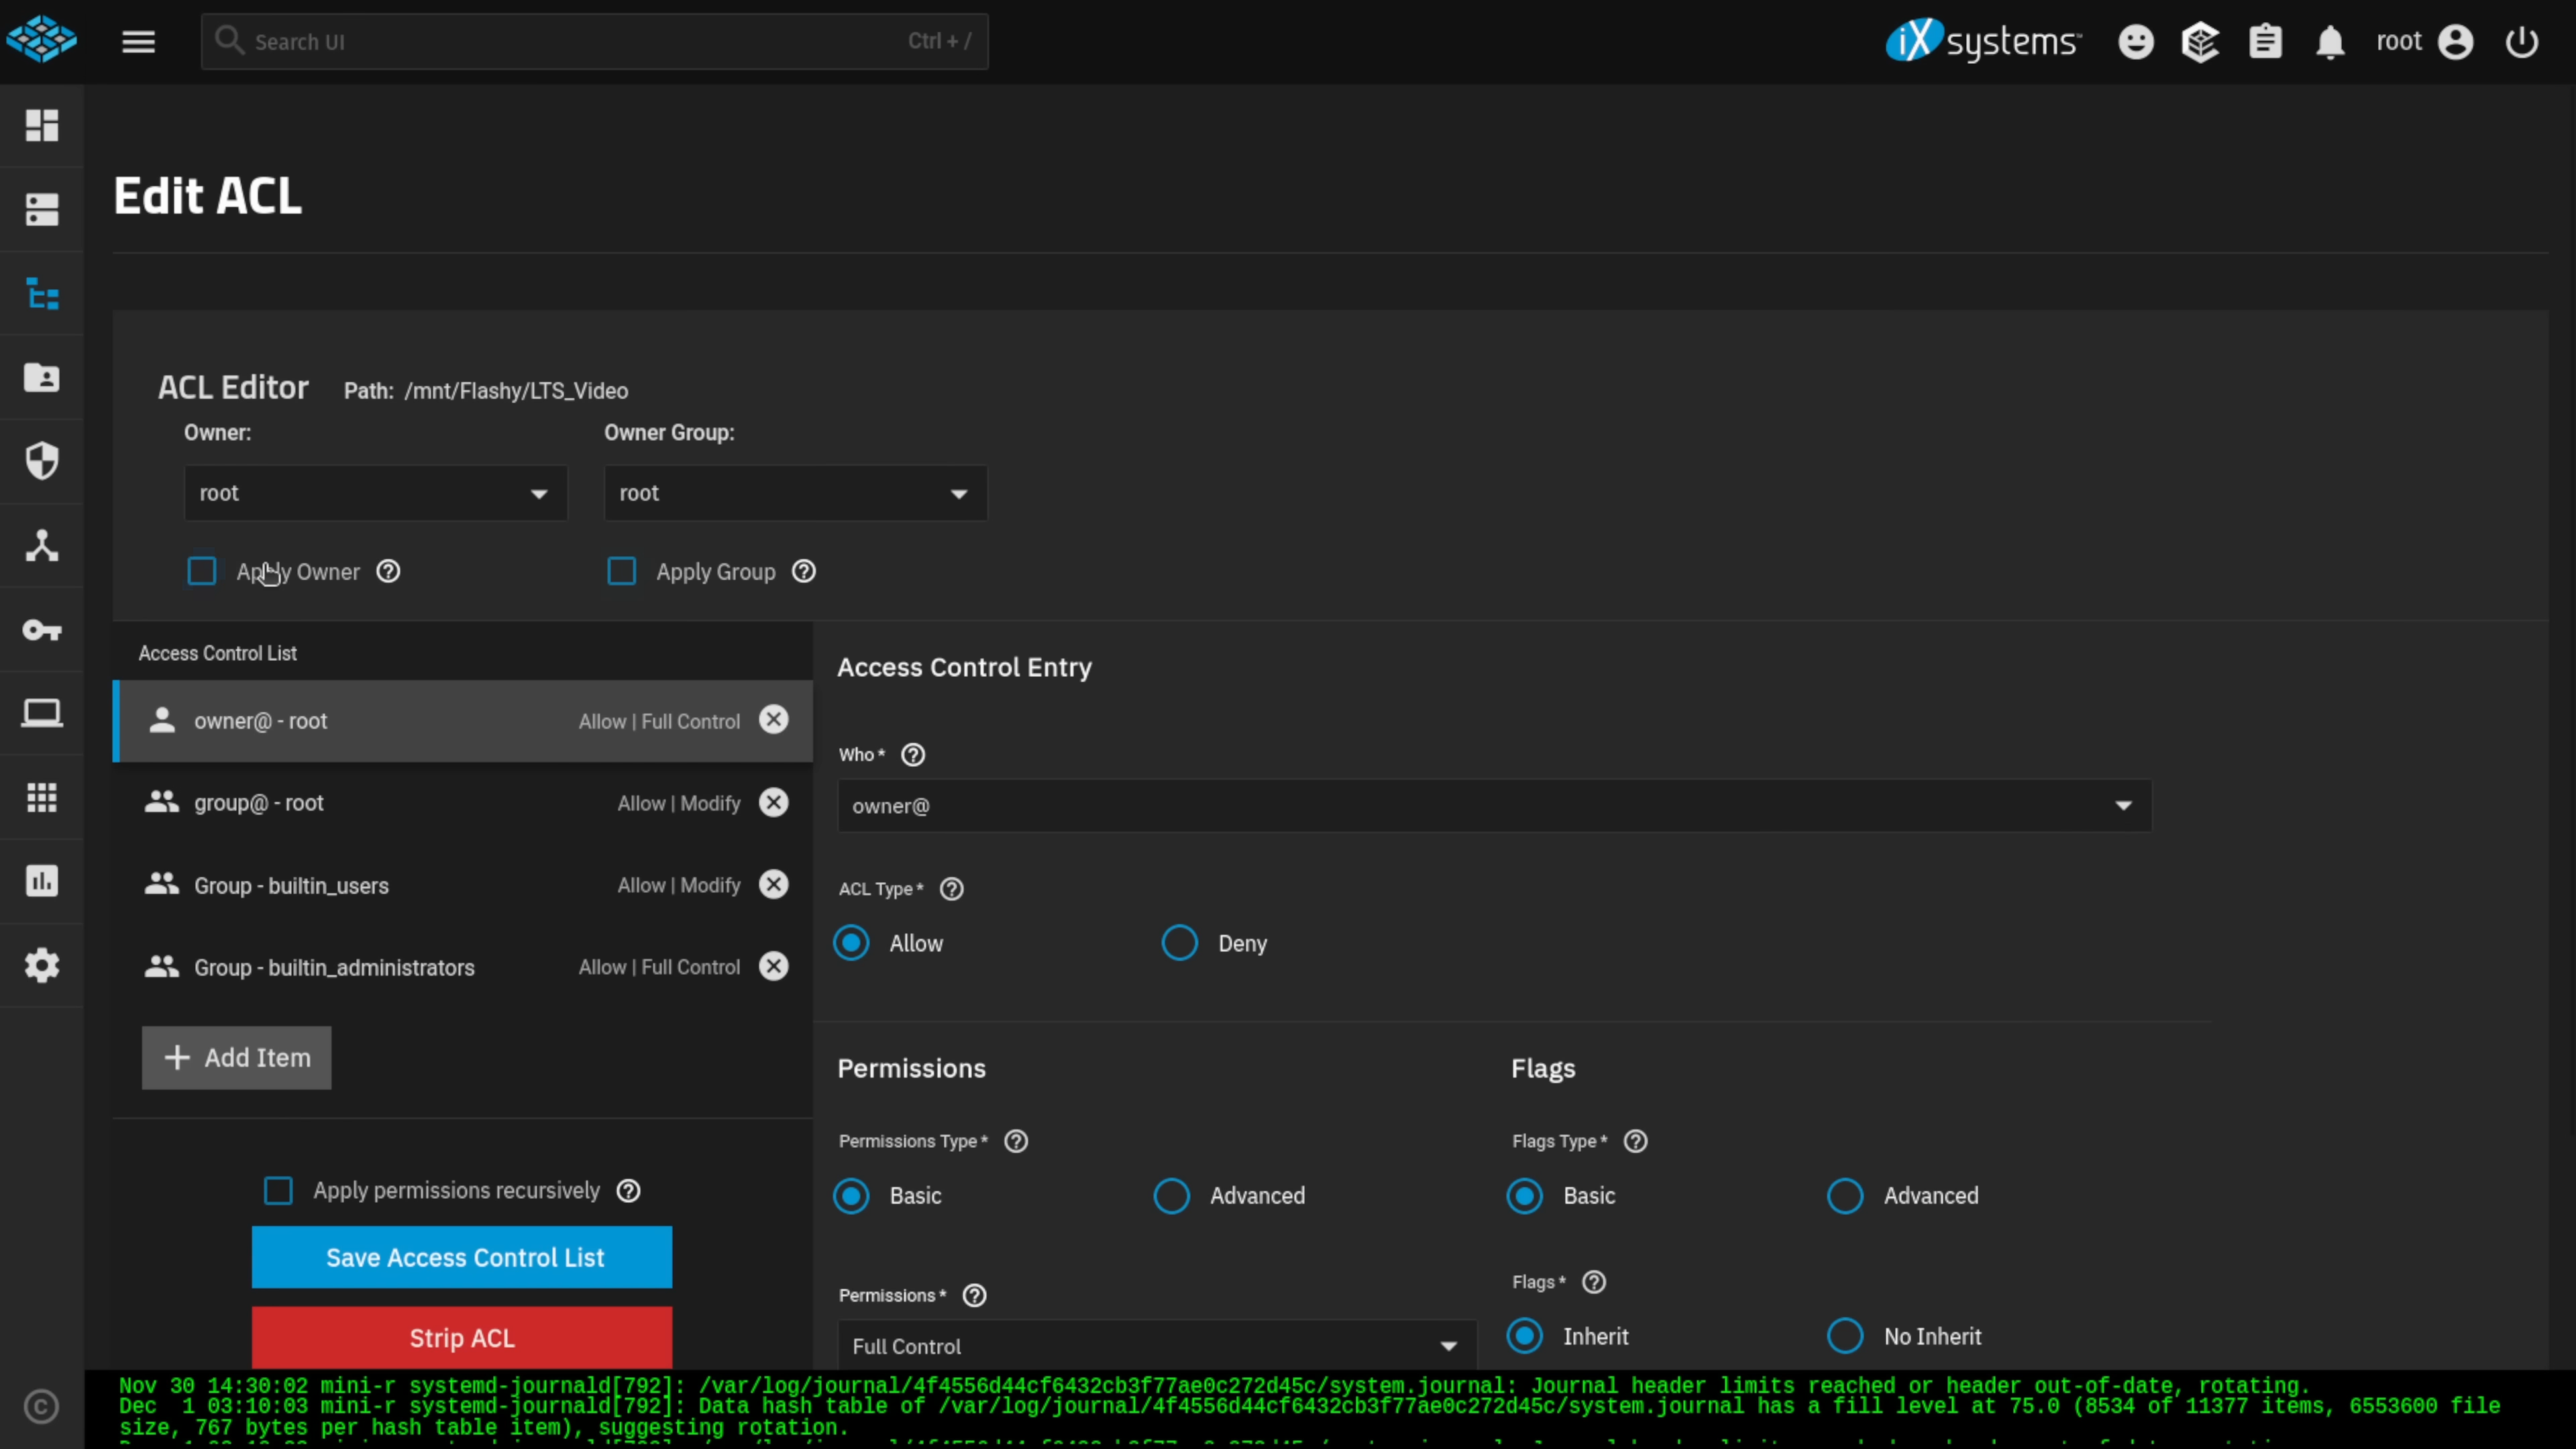 Search UI
Ctrl + /
iX systems™
root
Edit ACL
ACL Editor
Path: /mnt/Flashy/LTS_Video
Owner:
Owner Group:
root
root
Apply Owner
Apply Group
Access Control List
owner@ - root
Allow | Full Control
group@ - root
Allow | Modify
Group - builtin_users
Allow | Modify
Group - builtin_administrators
Allow | Full Control
+ Add Item
Apply permissions recursively
Save Access Control List
Strip ACL
Access Control Entry
Who *
owner@
ACL Type *
Allow
Deny
Permissions
Permissions Type *
Basic
Advanced
Permissions *
Full Control
Flags
Flags Type *
Basic
Advanced
Flags *
Inherit
No Inherit
Nov 30 14:30:02 mini-r systemd-journald[792]: /var/log/journal/4f4556d44cf6432cb3f77ae0c272d45c/system.journal: Journal header limits reached or header out-of-date, rotating.
Dec  1 03:10:03 mini-r systemd-journald[792]: Data hash table of /var/log/journal/4f4556d44cf6432cb3f77ae0c272d45c/system.journal has a fill level at 75.0 (8534 of 11377 items, 6553600 file
size, 767 bytes per hash table item), suggesting rotation.